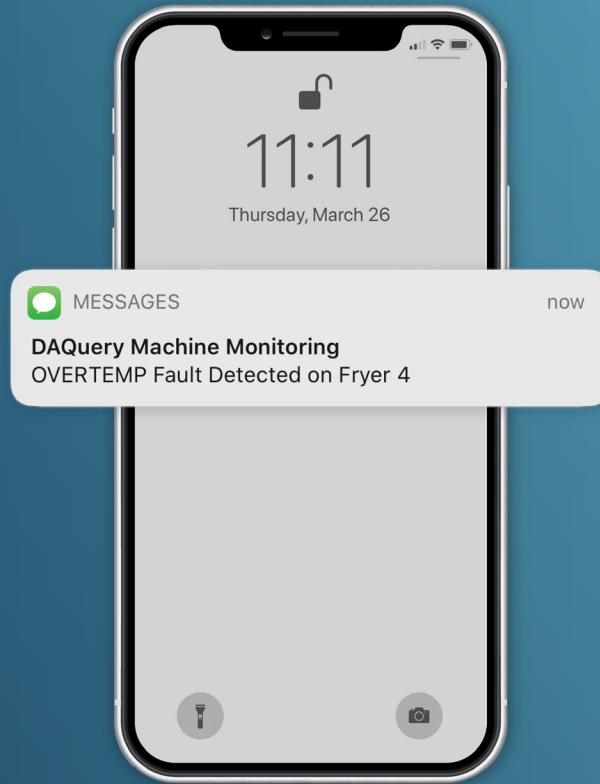 11:11
Thursday, March 26
MESSAGES now
DAQuery Machine Monitoring
OVERTEMP Fault Detected on Fryer 4